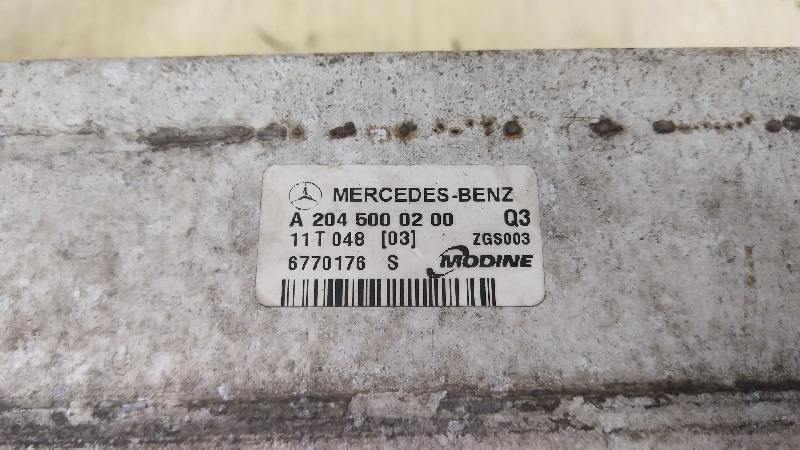 MERCEDES-BENZ
A 204 500 02 00 Q3
11 T 048 [03] ZGS003
6770176 S MODINE